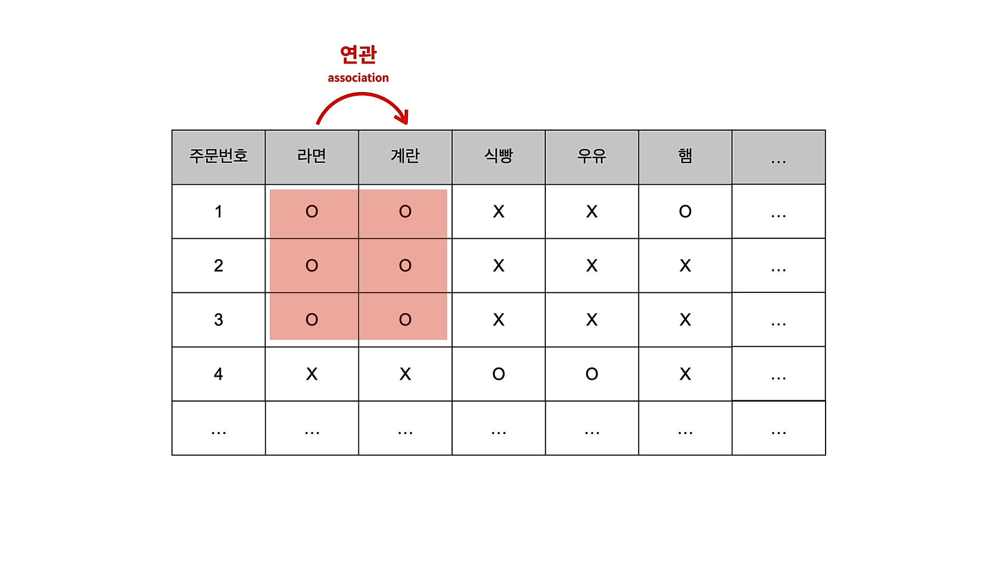 연관
association
주문번호 라면 계란 식빵 우유 햄 ...
1 O O X X O ...
2 O O X X X ...
3 O O X X X ...
4 X X O O X ...
... ... ... ... ... ... ...